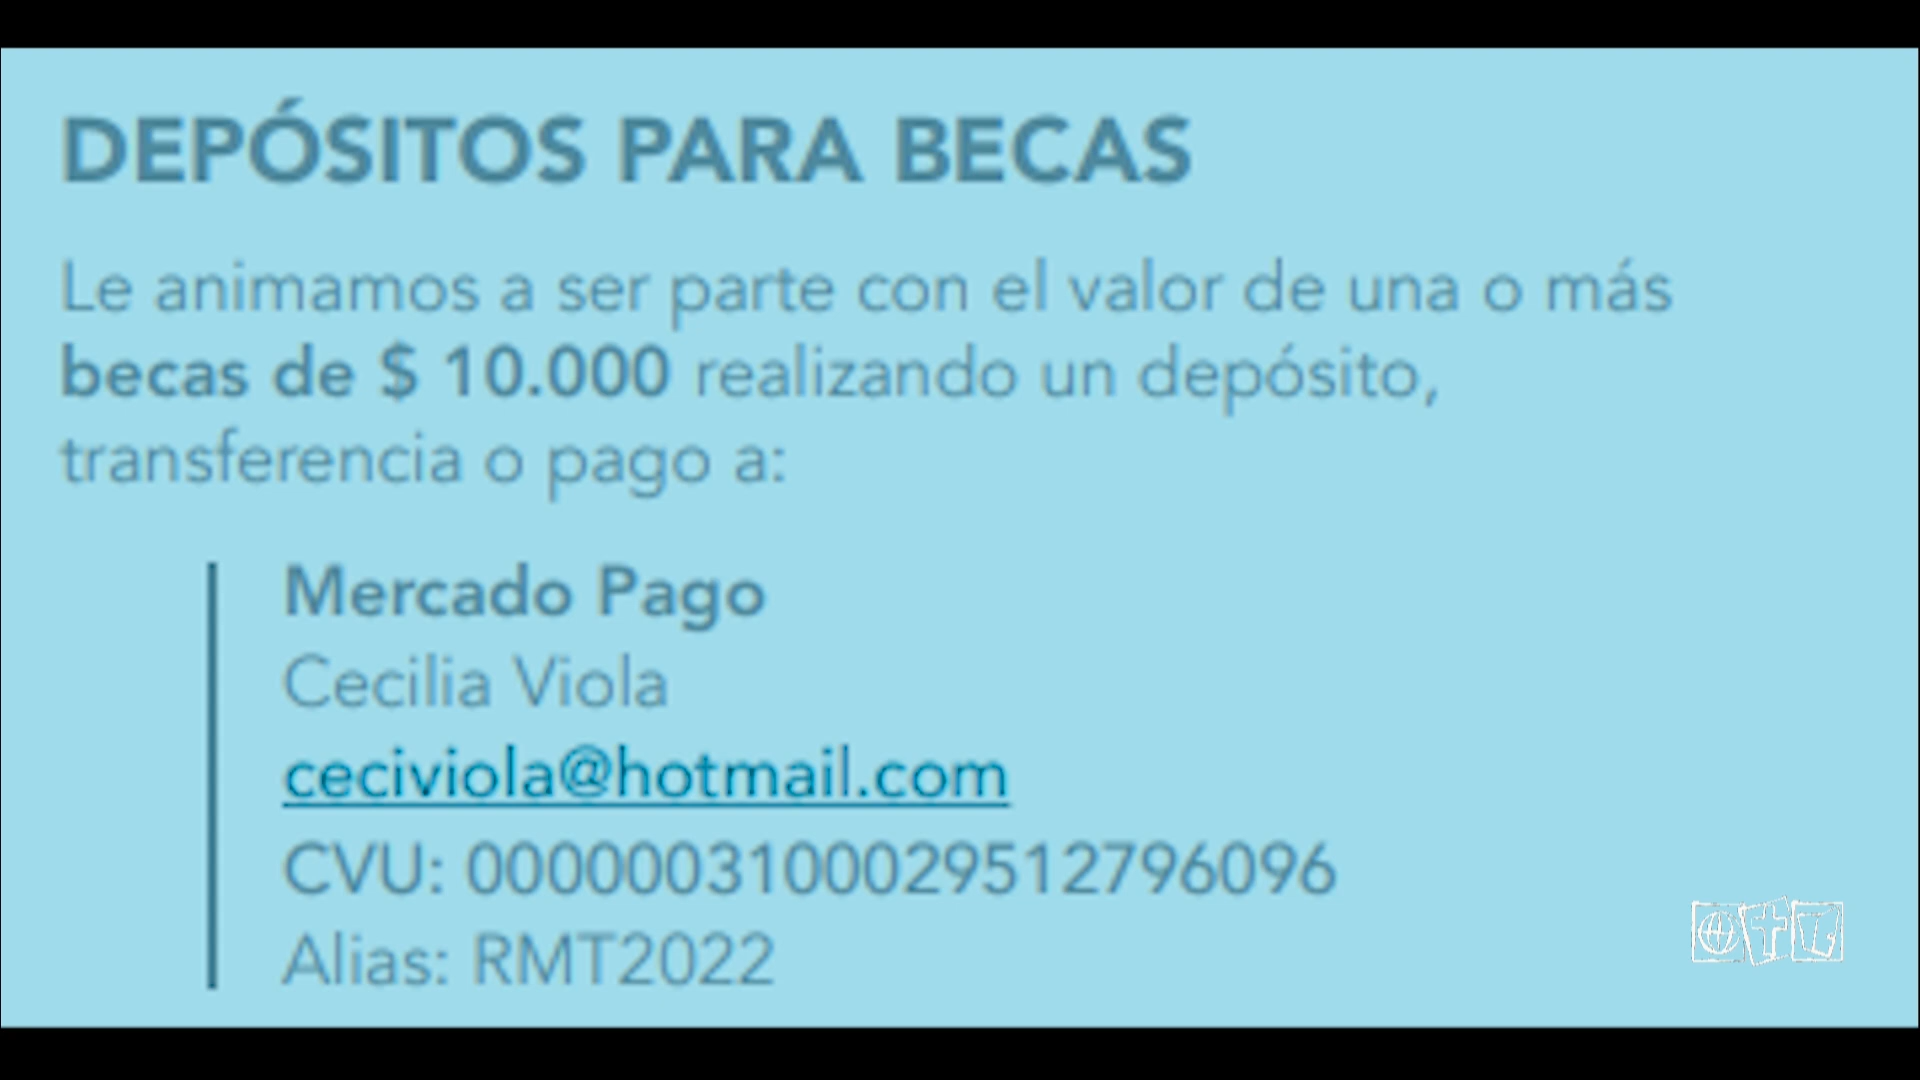 DEPÓSITOS PARA BECAS
Le animamos a ser parte con el valor de una o más
becas de $ 10.000 realizando un depósito,
transferencia o pago a:
Mercado Pago
Cecilia Viola
ceciviola@hotmail.com
CVU: 0000003100029512796096
Alias: RMT2022